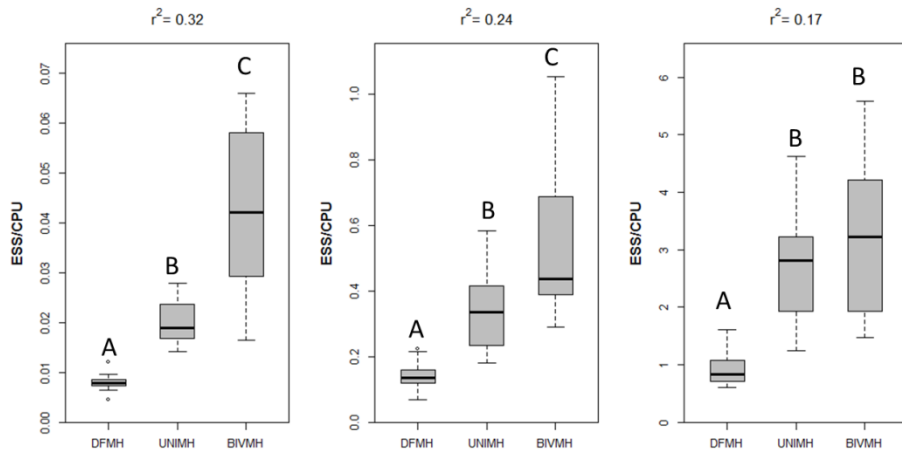 r²= 0.32
ESS/CPU
0.07
0.06
0.05
0.04
0.03
0.02
0.01
0.00
A
B
C
DFMH UNIMH BIVMH
r²= 0.24
ESS/CPU
1.0
0.8
0.6
0.4
0.2
0.0
A
B
C
DFMH UNIMH BIVMH
r²= 0.17
ESS/CPU
6
5
4
3
2
1
0
A
B
B
DFMH UNIMH BIVMH